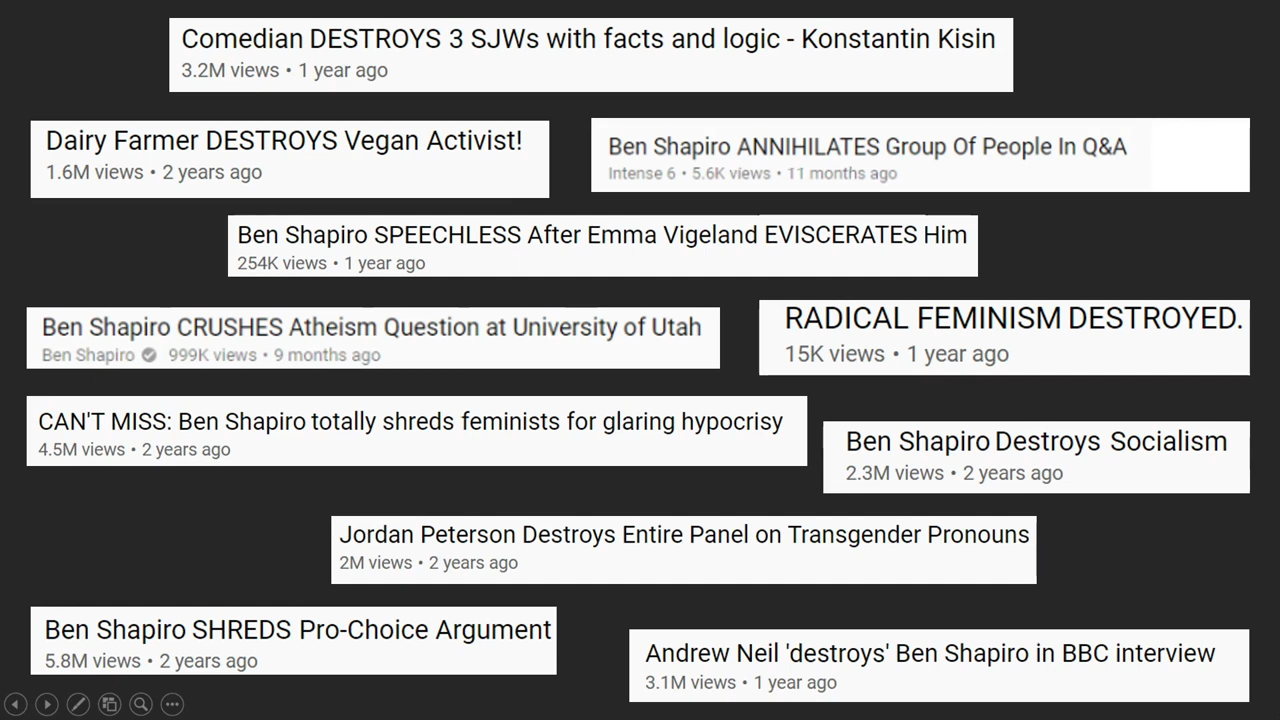 Comedian DESTROYS 3 SJWs with facts and logic - Konstantin Kisin
3.2M views • 1 year ago
Dairy Farmer DESTROYS Vegan Activist!
1.6M views • 2 years ago
Ben Shapiro ANNIHILATES Group Of People In Q&A
Intense 6 • 5.6K views • 11 months ago
Ben Shapiro SPEECHLESS After Emma Vigeland EVISCERATES Him
254K views • 1 year ago
Ben Shapiro CRUSHES Atheism Question at University of Utah
Ben Shapiro 999K views • 9 months ago
RADICAL FEMINISM DESTROYED.
15K views • 1 year ago
CAN'T MISS: Ben Shapiro totally shreds feminists for glaring hypocrisy
4.5M views • 2 years ago
Ben Shapiro Destroys Socialism
2.3M views • 2 years ago
Jordan Peterson Destroys Entire Panel on Transgender Pronouns
2M views • 2 years ago
Ben Shapiro SHREDS Pro-Choice Argument
5.8M views • 2 years ago
Andrew Neil 'destroys' Ben Shapiro in BBC interview
3.1M views • 1 year ago